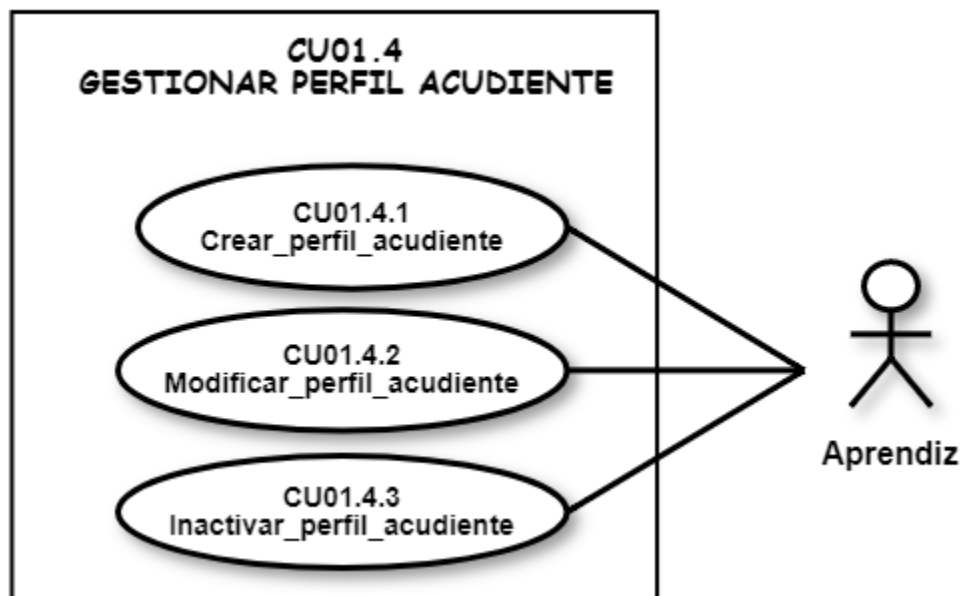 CU01.4
GESTIONAR PERFIL ACUDIENTE
CU01.4.1
Crear_perfil_acudiente
CU01.4.2
Modificar_perfil_acudiente
CU01.4.3
Inactivar_perfil_acudiente
Aprendiz